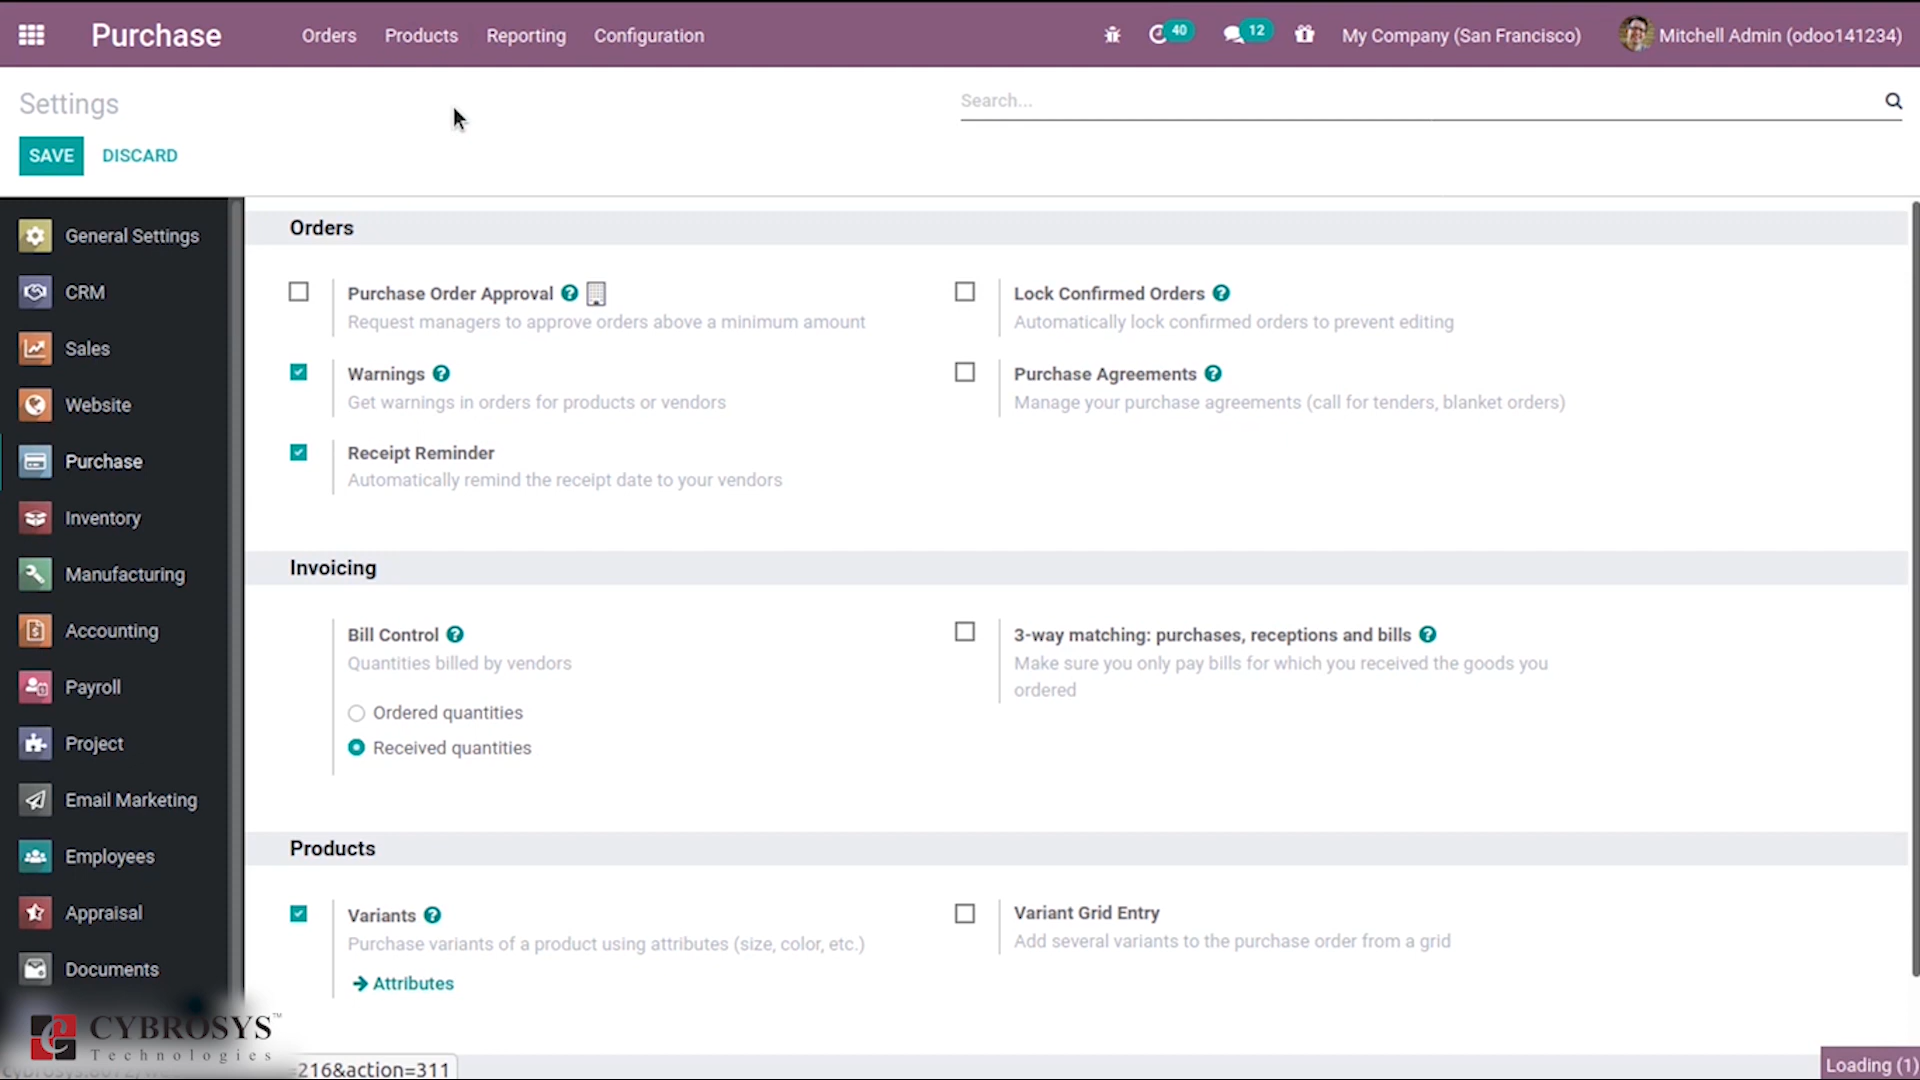 Purchase Orders Products Reporting Configuration 40 12 My Company (San Francisco) Mitchell Admin (odoo141234)
Settings
Search...
SAVE DISCARD
General Settings
CRM
Sales
Website
Purchase
Inventory
Manufacturing
Accounting
Payroll
Project
Email Marketing
Employees
Appraisal
Documents
Orders
Purchase Order Approval ?
Request managers to approve orders above a minimum amount
Lock Confirmed Orders ?
Automatically lock confirmed orders to prevent editing
Warnings ?
Get warnings in orders for products or vendors
Purchase Agreements ?
Manage your purchase agreements (call for tenders, blanket orders)
Receipt Reminder
Automatically remind the receipt date to your vendors
Invoicing
Bill Control ?
Quantities billed by vendors
Ordered quantities
Received quantities
3-way matching: purchases, receptions and bills ?
Make sure you only pay bills for which you received the goods you
ordered
Products
Variants ?
Purchase variants of a product using attributes (size, color, etc.)
Attributes
Variant Grid Entry
Add several variants to the purchase order from a grid
CYBROSYS™
Technologies
=216&action=311
Loading (1)